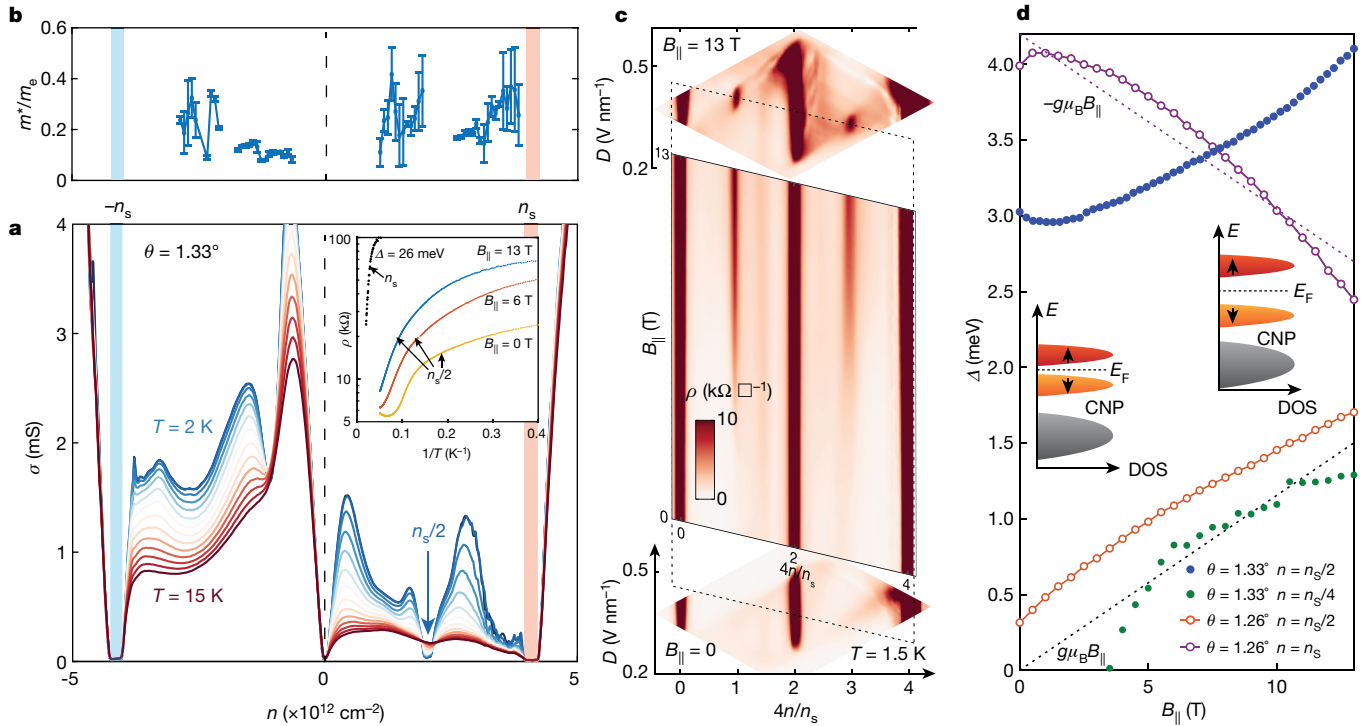 b
0.6
0.4
0.2
0
m*/mₑ
–nₛ
nₛ
a
θ = 1.33°
4
3
2
1
0
σ (mS)
T = 2 K
T = 15 K
nₛ/2
-5
0
5
n (×10¹² cm⁻²)
100
10
5
ρ (kΩ)
Δ = 26 meV
nₛ
B|| = 13 T
B|| = 6 T
B|| = 0 T
nₛ/2
0
0.1
0.2
0.3
0.4
1/T (K⁻¹)
c
B|| = 13 T
0.5
0.2
D (V nm⁻¹)
13
0
B|| (T)
ρ (kΩ □⁻¹)
10
0
0
2
4
4n/nₛ
0.5
0.2
D (V nm⁻¹)
B|| = 0
T = 1.5 K
0
1
2
3
4
4n/nₛ
d
4.0
3.5
3.0
2.5
2.0
1.5
1.0
0.5
0
Δ (meV)
–gμ_B B||
E
E_F
CNP
DOS
E
E_F
CNP
DOS
gμ_B B||
θ = 1.33° n = n_S/2
θ = 1.33° n = n_S/4
θ = 1.26° n = n_S/2
θ = 1.26° n = n_S
0
5
10
B|| (T)